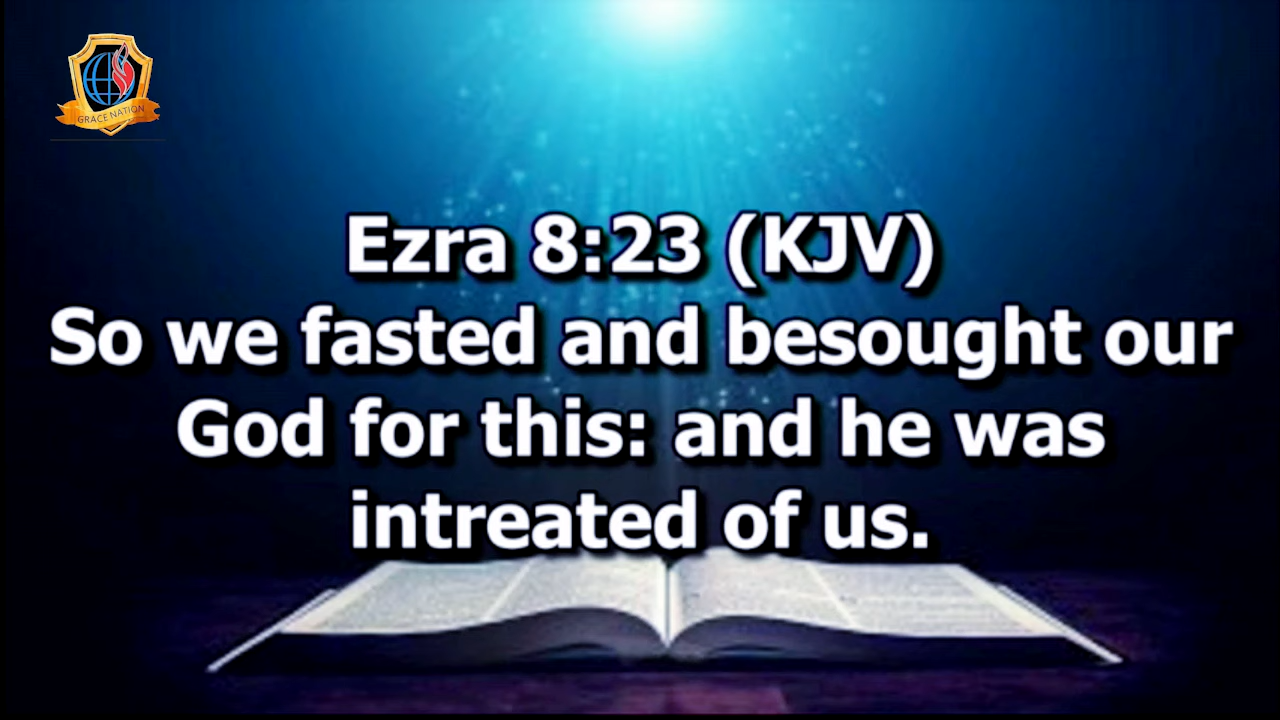 GRACE NATION
Ezra 8:23 (KJV)
So we fasted and besought our
God for this: and he was
intreated of us.